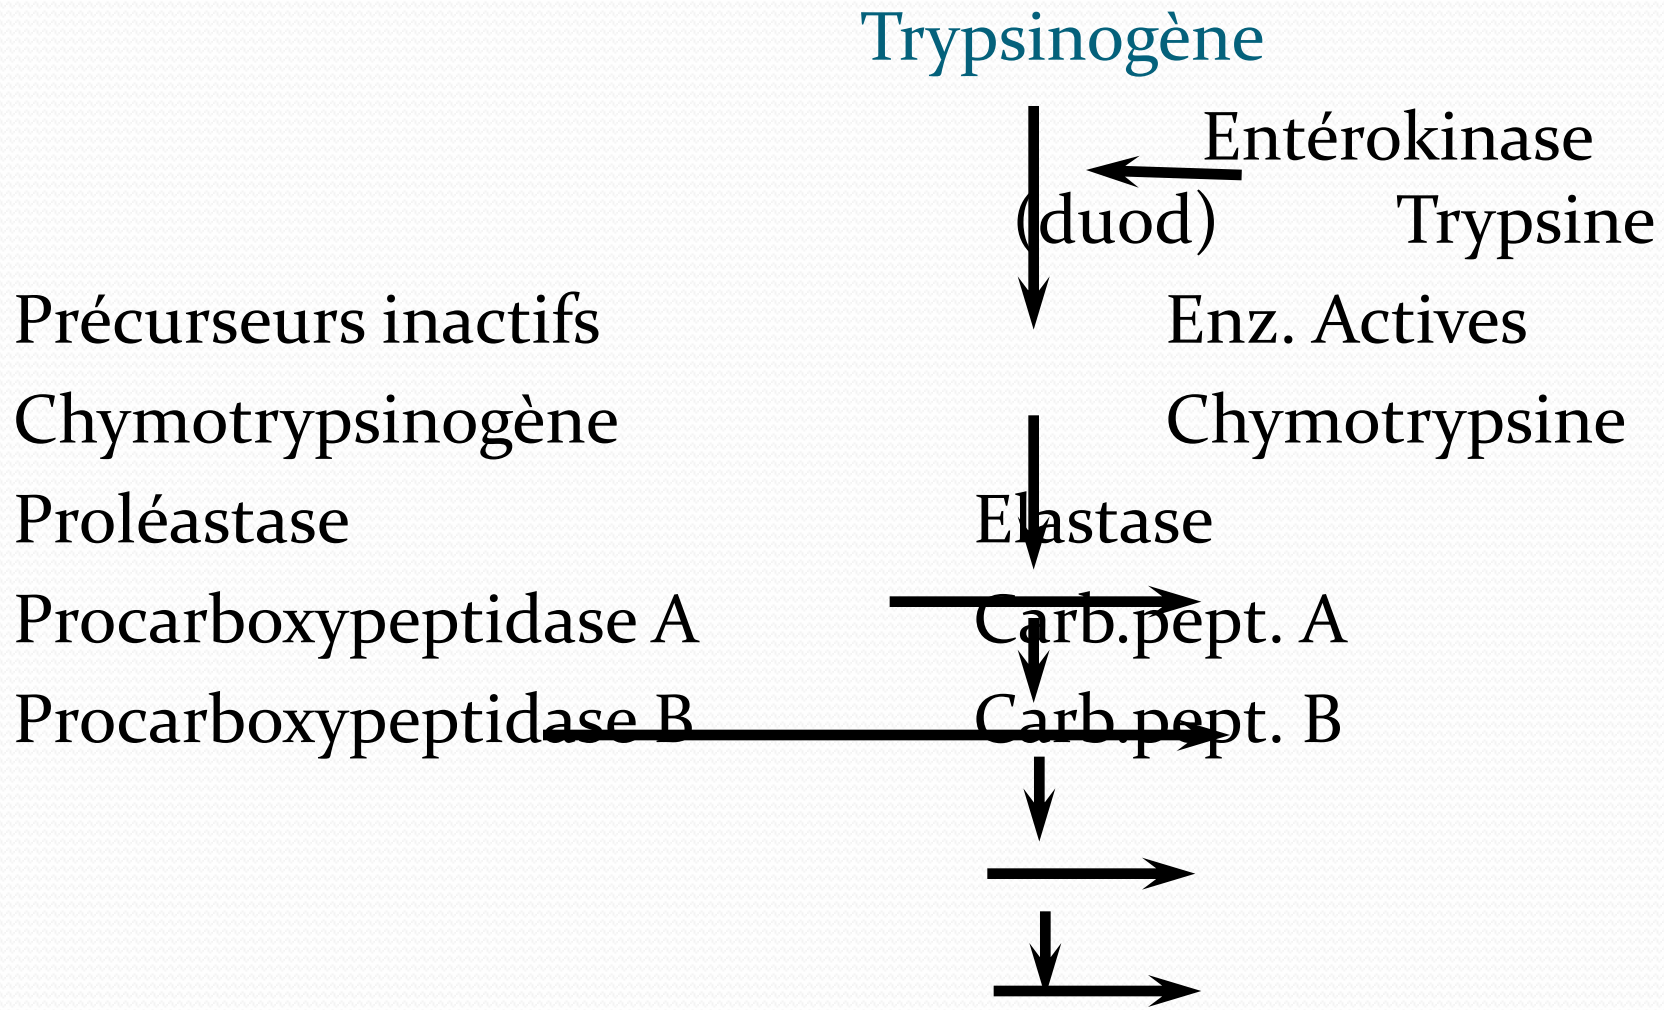 Trypsinogène
Entérokinase
(duod) Trypsine
Précurseurs inactifs Enz. Actives
Chymotrypsinogène Chymotrypsine
Proléastase Elastase
Procarboxypeptidase A Carb.pept. A
Procarboxypeptidase B Carb.pept. B